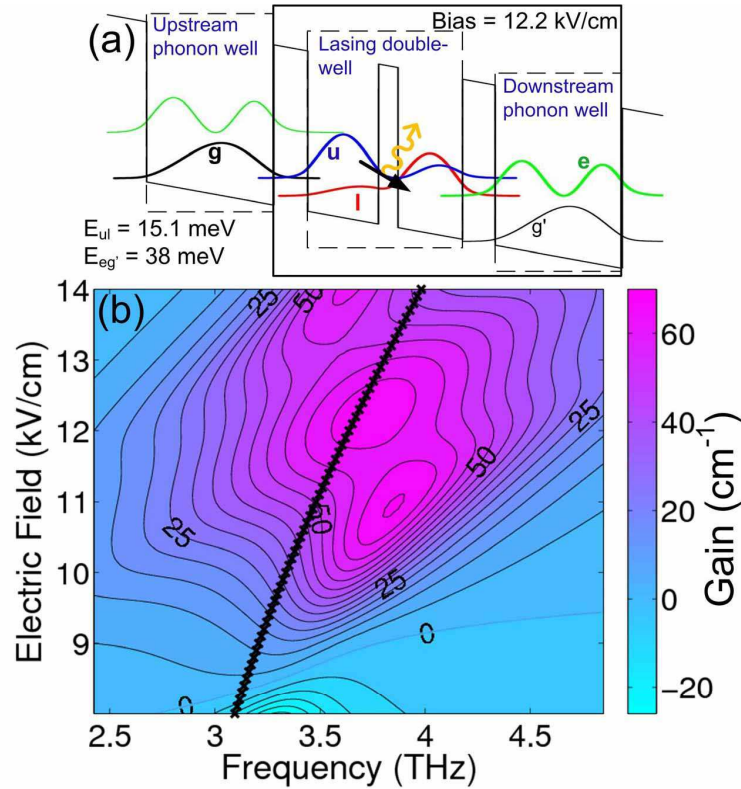 (a)
Upstream
phonon well
Lasing double-
well
Bias = 12.2 kV/cm
Downstream
phonon well
g
u
l
e
g'
E_ul = 15.1 meV
E_eg' = 38 meV
(b)
14
13
12
11
10
9
Electric Field (kV/cm)
25
50
25
50
50
25
25
0
0
2.5
3
3.5
4
4.5
Frequency (THz)
60
40
20
0
−20
Gain (cm⁻¹)